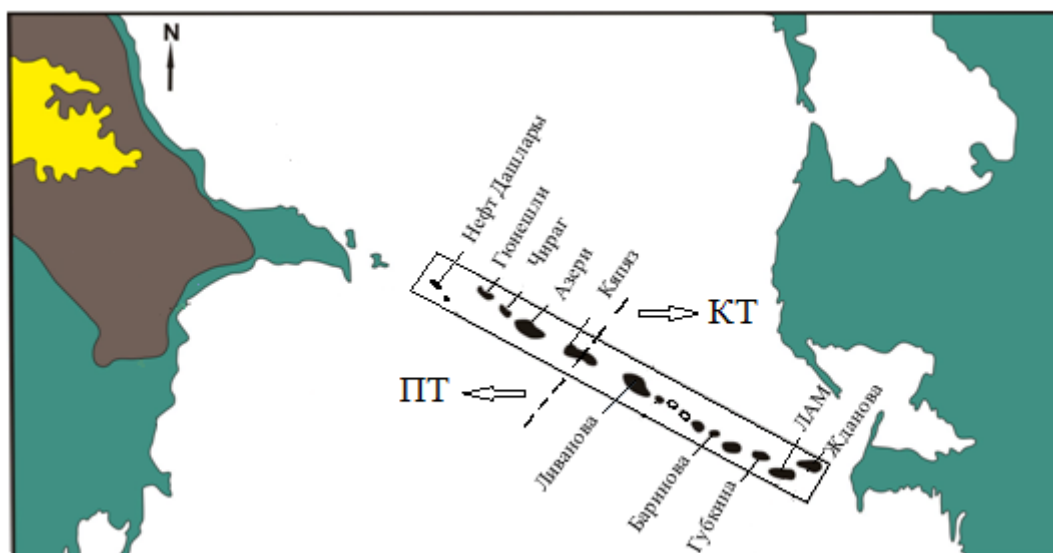 N
Нефт Дашлары
Гюнешли
Чираг
Азери
Кяпяз
КТ
ПТ
Ливанова
Баринова
Губкина
ЛАМ
Жданова